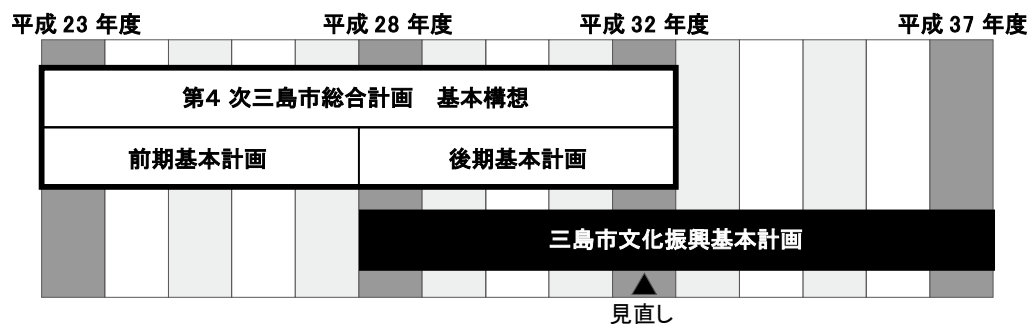 平成 23 年度 平成 28 年度 平成 32 年度 平成 37 年度
第4 次三島市総合計画 基本構想
前期基本計画 後期基本計画
三島市文化振興基本計画
見直し